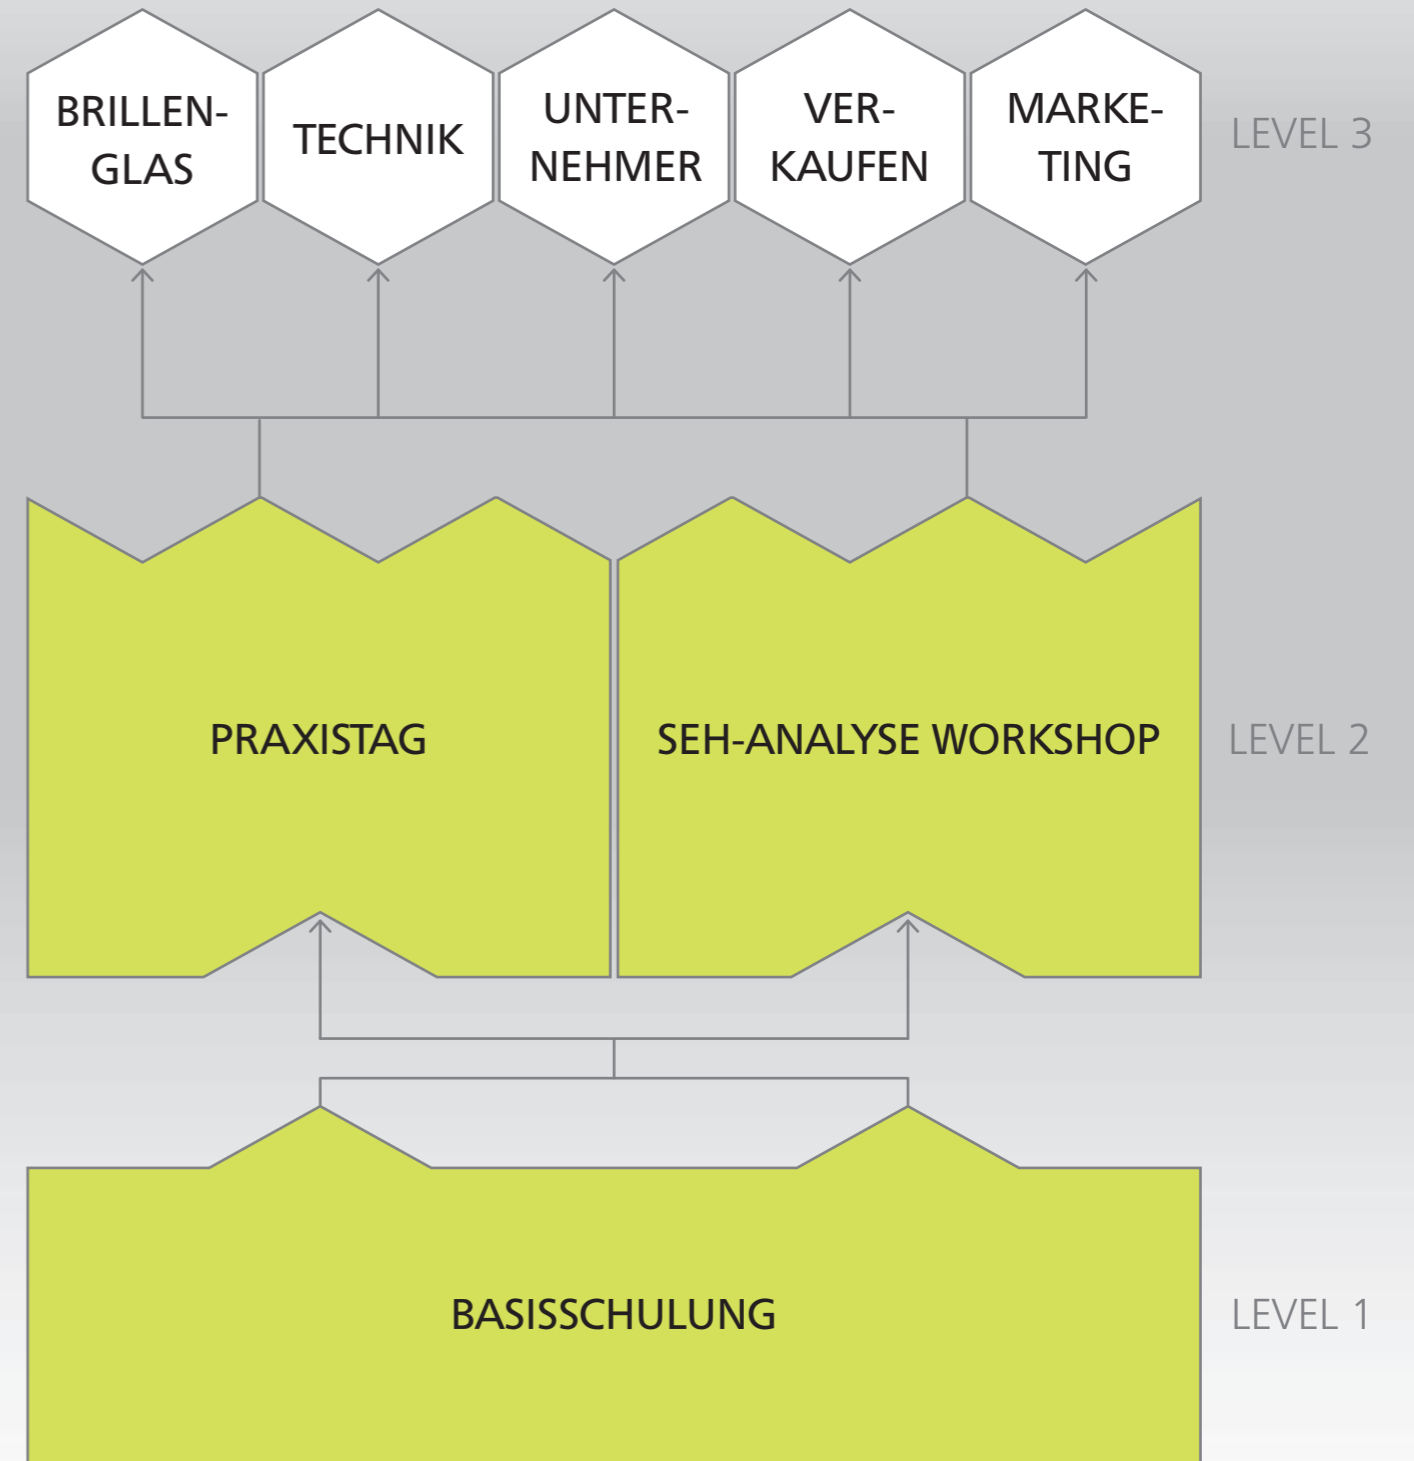 BRILLEN-
GLAS
TECHNIK
UNTER-
NEHMER
VER-
KAUFEN
MARKE-
TING
LEVEL 3
PRAXISTAG
SEH-ANALYSE WORKSHOP
LEVEL 2
BASISSCHULUNG
LEVEL 1